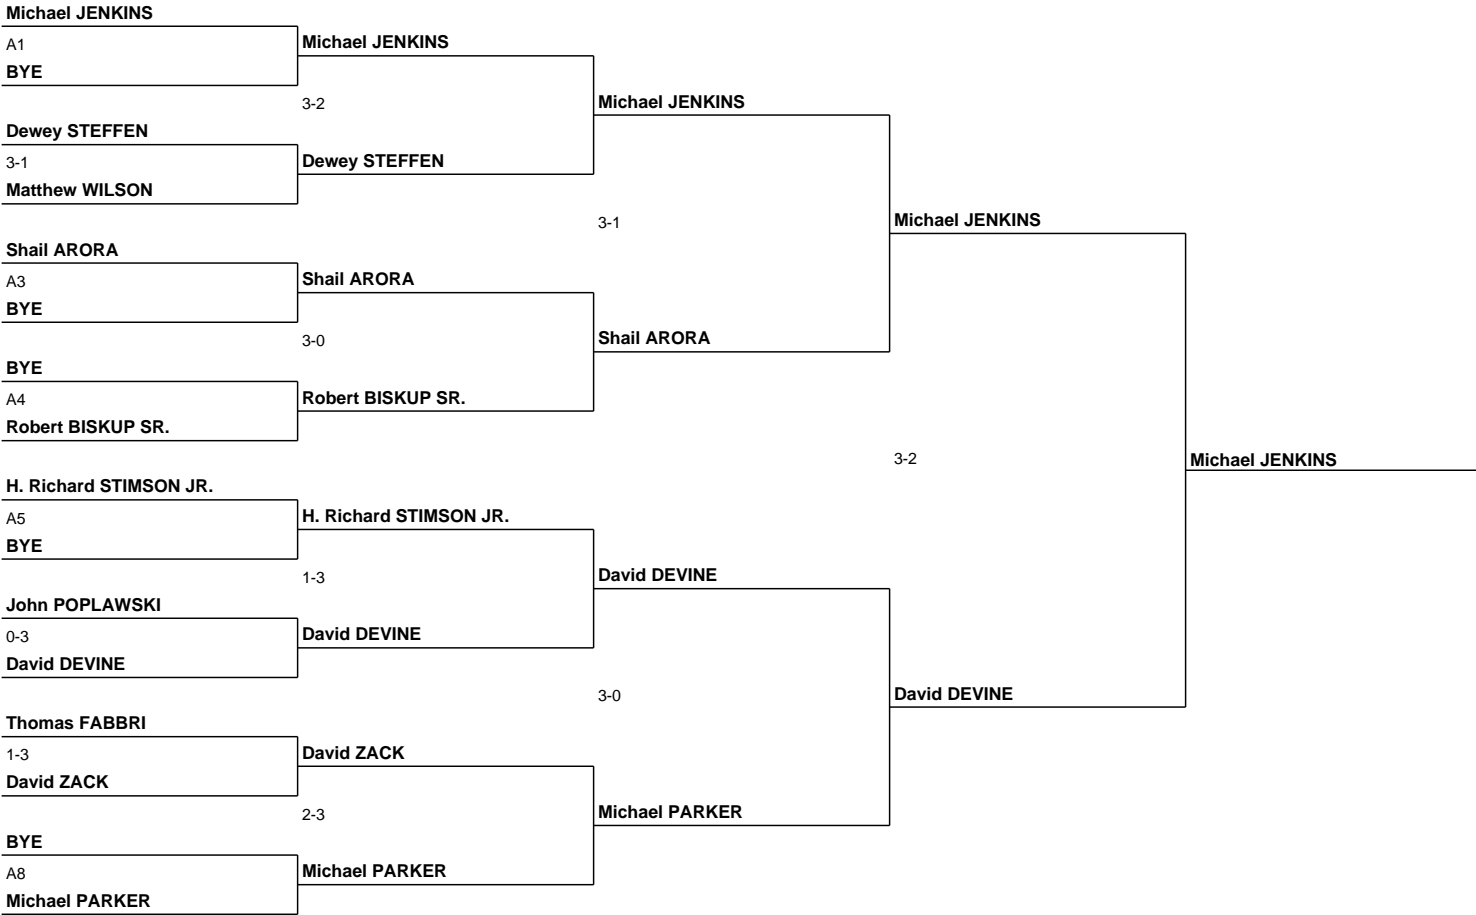 Michael JENKINS
A1
BYE
Dewey STEFFEN
3-1
Matthew WILSON
Shail ARORA
A3
BYE
BYE
A4
Robert BISKUP SR.
H. Richard STIMSON JR.
A5
BYE
John POPLAWSKI
0-3
David DEVINE
Thomas FABBRI
1-3
David ZACK
BYE
A8
Michael PARKER
Michael JENKINS
3-2
Dewey STEFFEN
Shail ARORA
3-0
Robert BISKUP SR.
H. Richard STIMSON JR.
1-3
David DEVINE
David ZACK
2-3
Michael PARKER
Michael JENKINS
3-1
Shail ARORA
David DEVINE
3-0
Michael PARKER
Michael JENKINS
3-2
David DEVINE
Michael JENKINS